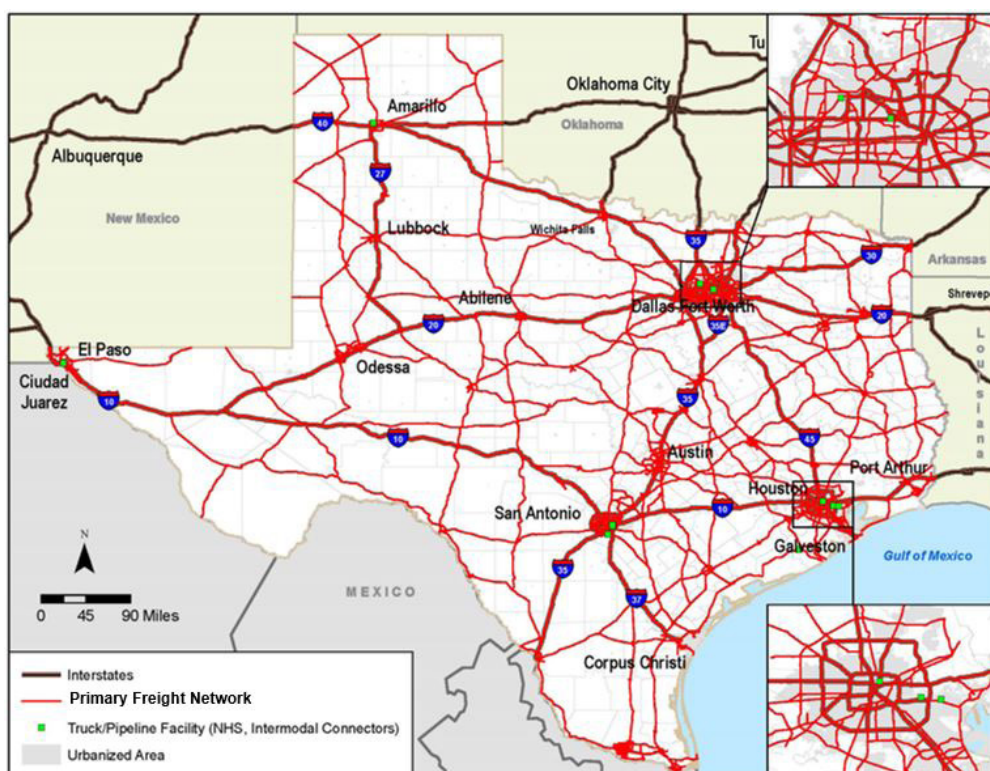 Tu
Oklahoma City
Amarilfo
40
Oklahoma
Albuquerque
27
New Mexico
Lubbock
Wichita Falls
35
30
Arkansas
Abilene
Dallas Fort Worth
Shrevep
20
35E
20
El Paso
Odessa
Louisiana
Ciudad
Juarez
10
35
10
Austin
45
Port Arthur
Houston
San Antonio
10
Galveston
Gulf of Mexico
N
35
MEXICO
37
0 45 90 Miles
Corpus Christi
Interstates
Primary Freight Network
Truck/Pipeline Facility (NHS, Intermodal Connectors)
Urbanized Area